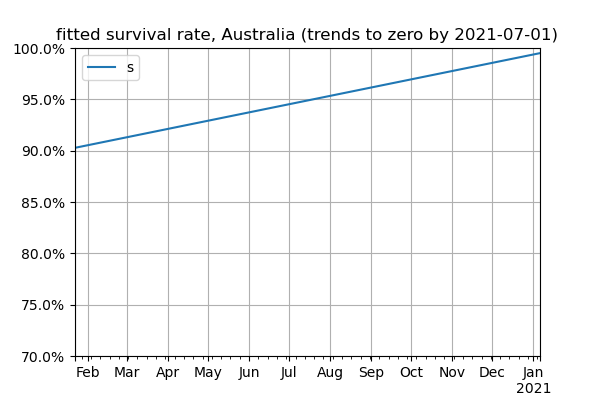 fitted survival rate, Australia (trends to zero by 2021-07-01)
100.0%
s
95.0%
90.0%
85.0%
80.0%
75.0%
70.0%
Feb Mar Apr May Jun Jul Aug Sep Oct Nov Dec Jan
2021